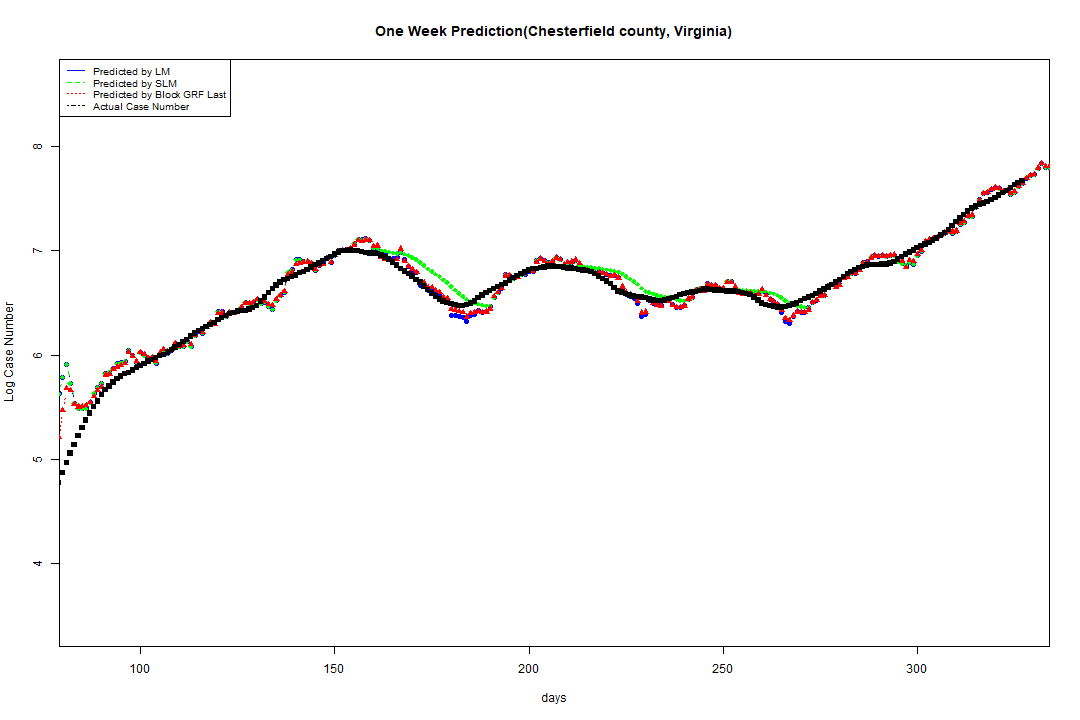 One Week Prediction(Chesterfield county, Virginia)
Predicted by LM
Predicted by SLM
Predicted by Block GRF Last
Actual Case Number
8
7
6
5
4
Log Case Number
100
150
200
250
300
days